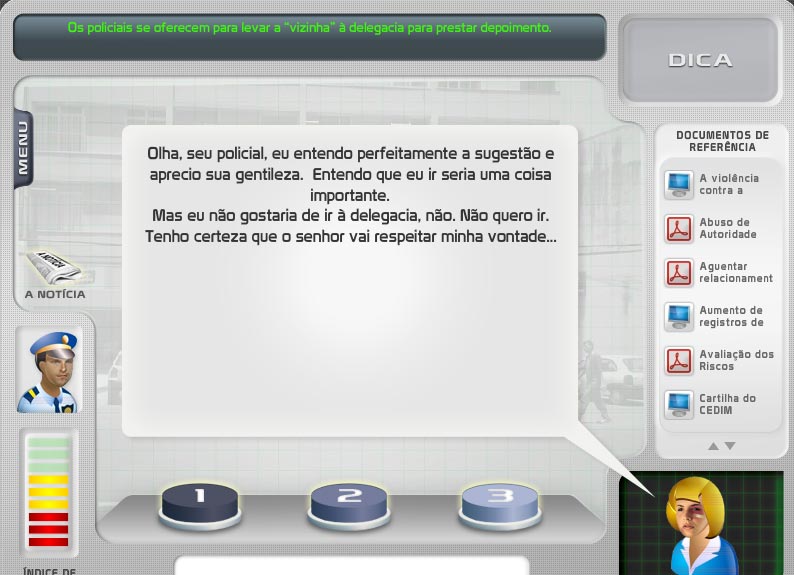 Os policiais se oferecem para levar a “vizinha” à delegacia para prestar depoimento.
DICA
MENU
Olha, seu policial, eu entendo perfeitamente a sugestão e
aprecio sua gentileza.  Entendo que eu ir seria uma coisa
importante.
Mas eu não gostaria de ir à delegacia, não. Não quero ir.
Tenho certeza que o senhor vai respeitar minha vontade...
A NOTÍCIA
A NOTÍCIA
DOCUMENTOS DE
REFERÊNCIA
A violência
contra a
Abuso de
Autoridade
Aguentar
relacionament
Aumento de
registros de
Avaliação dos
Riscos
Cartilha do
CEDIM
1
2
3
ÍNDICE DE